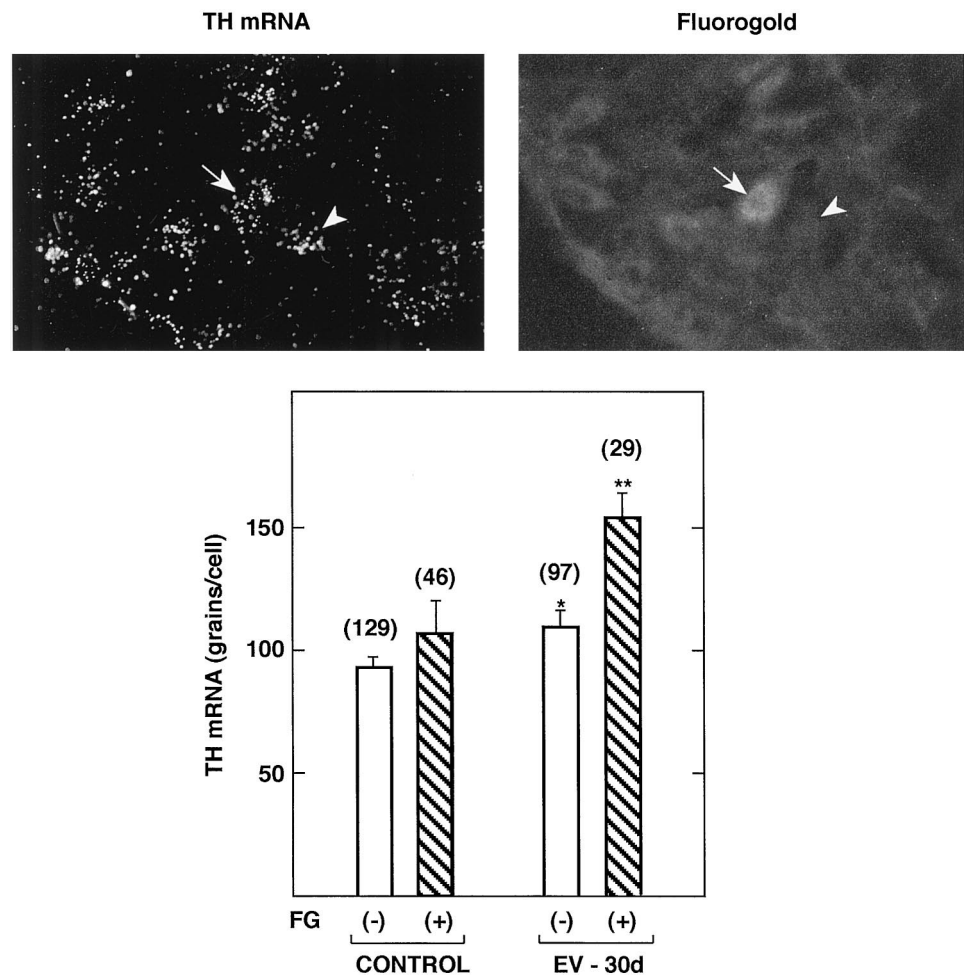 TH mRNA
Fluorogold
TH mRNA (grains/cell)
150
100
50
(129)
(46)
(97)
*
(29)
**
FG (-) (+) (-) (+)
CONTROL EV - 30d